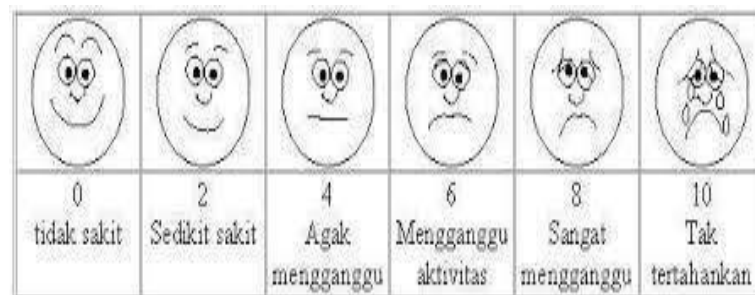 0
tidak sakit
2
Sedikit sakit
4
Agak
mengganggu
6
Mengganggu
aktivitas
8
Sangat
mengganggu
10
Tak
tertahankan